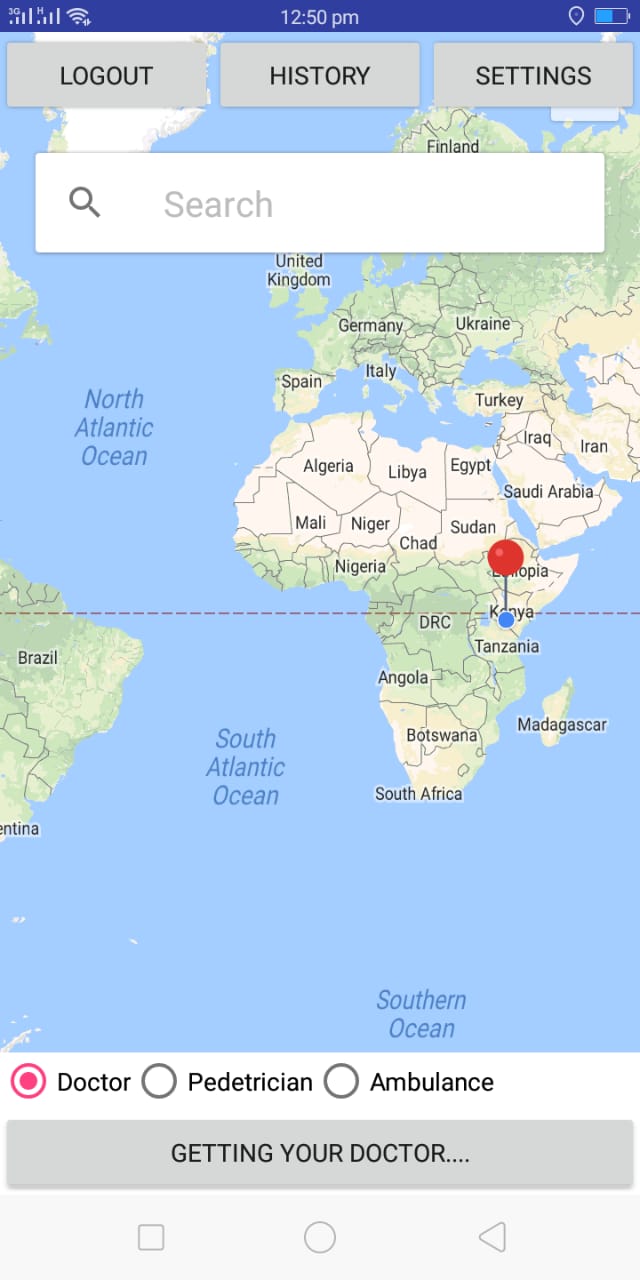 3G H 12:50 pm
LOGOUT HISTORY SETTINGS
Finland
Search
United
Kingdom
Germany Ukraine
Italy
Spain
Turkey
North
Atlantic
Ocean
Iraq
Iran
Algeria
Libya
Egypt
Saudi Arabia
Mali
Niger
Sudan
Chad
Nigeria
Ethiopia
Kenya
DRC
Tanzania
Brazil
Angola
Madagascar
Botswana
South
Atlantic
Ocean
South Africa
entina
Southern
Ocean
Doctor Pedetrician Ambulance
GETTING YOUR DOCTOR....